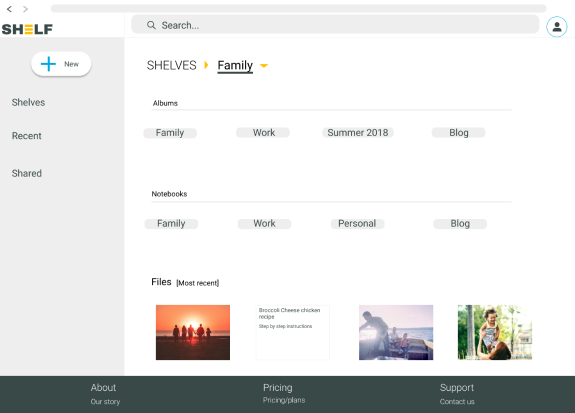 Search...
SHELF
New
SHELVES Family
Shelves
Recent
Shared
Albums
Family Work Summer 2018 Blog
Notebooks
Family Work Personal Blog
Files [Most recent]
Broccoli Cheese chicken
recipe
Step by step instructions
About Pricing Support
Our story Pricing/plans Contact us